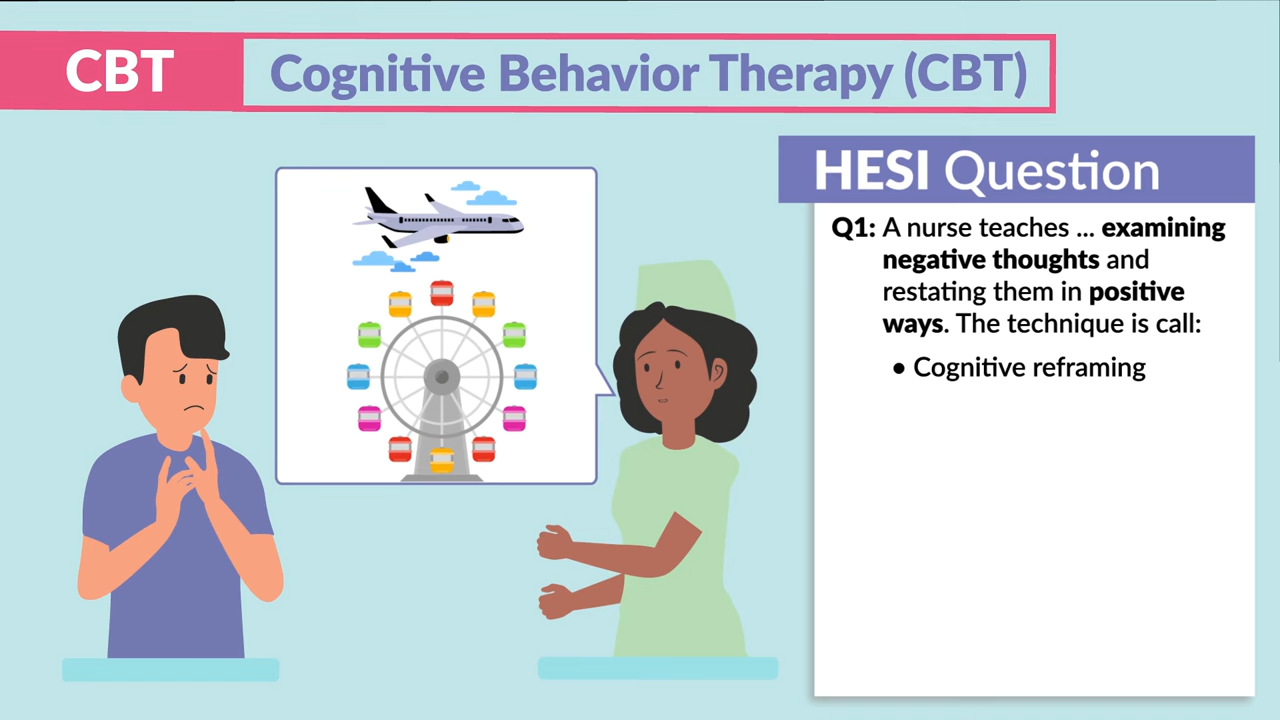 CBT
Cognitive Behavior Therapy (CBT)
HESI Question
Q1: A nurse teaches ... examining
negative thoughts and
restating them in positive
ways. The technique is call:
• Cognitive reframing